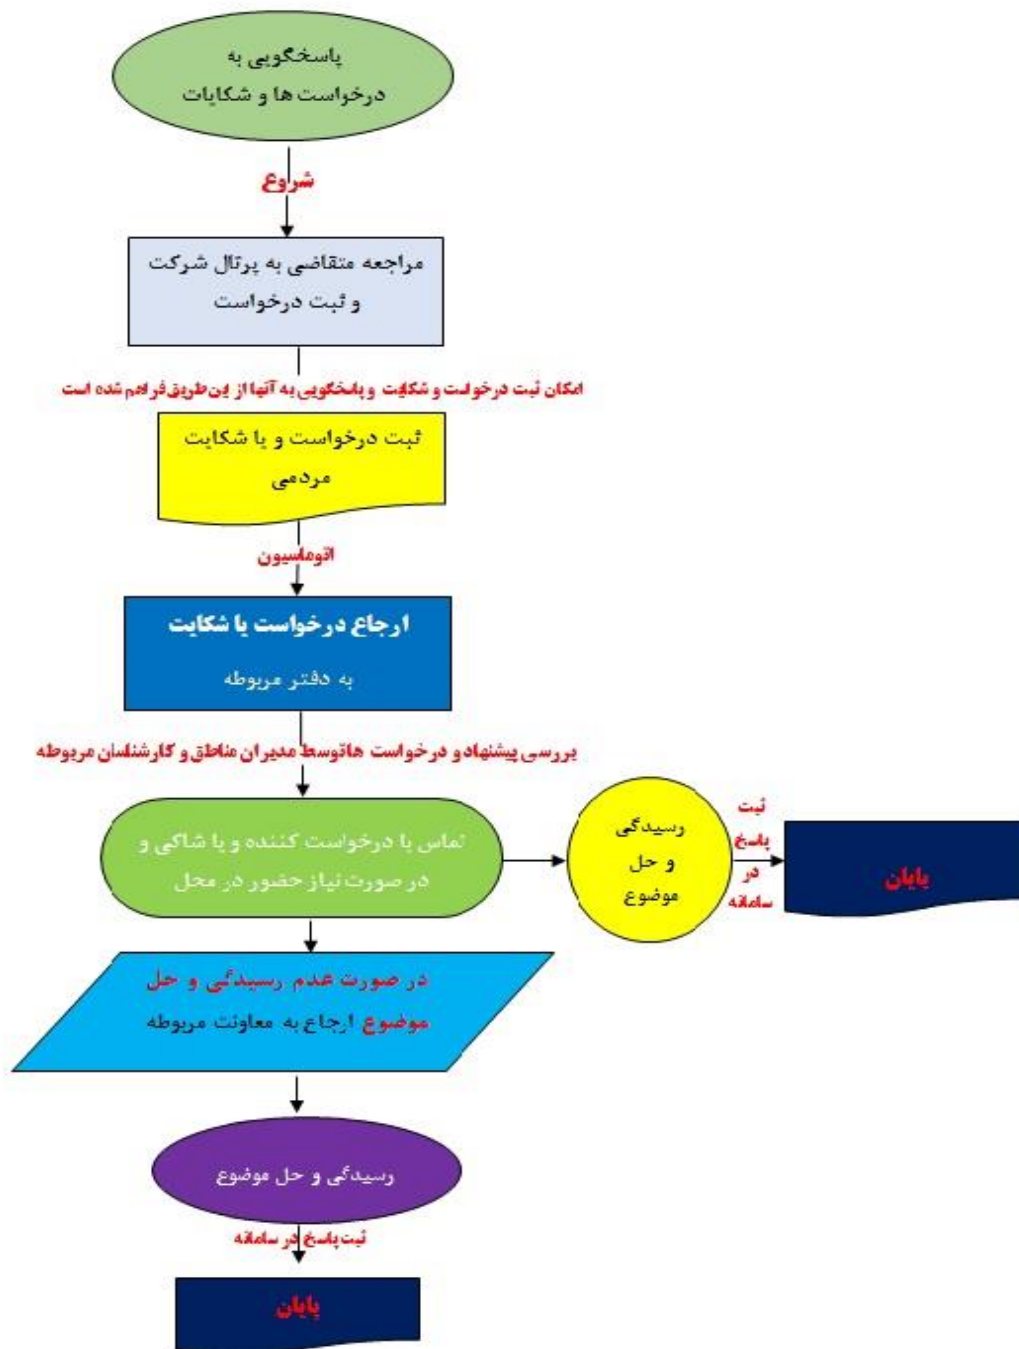 پاسخگویی به
درخواست ها و شکایات
شروع
مراجعه متقاضی به پرتال شرکت
و ثبت درخواست
امکان ثبت درخواست و شکایت و پاسخگویی به آنها از این طریق فراهم شده است
ثبت درخواست و یا شکایت
مردمی
اتوماسیون
ارجاع درخواست یا شکایت
به دفتر مربوطه
بررسی پیشنهاد و درخواست ها توسط مدیران مناطق و کارشناسان مربوطه
تماس با درخواست کننده و یا شاکی و
در صورت نیاز حضور در محل
رسیدگی
و حل
موضوع
ثبت
پاسخ
در
سامانه
پایان
در صورت عدم رسیدگی و حل
موضوع ارجاع به معاونت مربوطه
رسیدگی و حل موضوع
ثبت پاسخ در سامانه
پایان